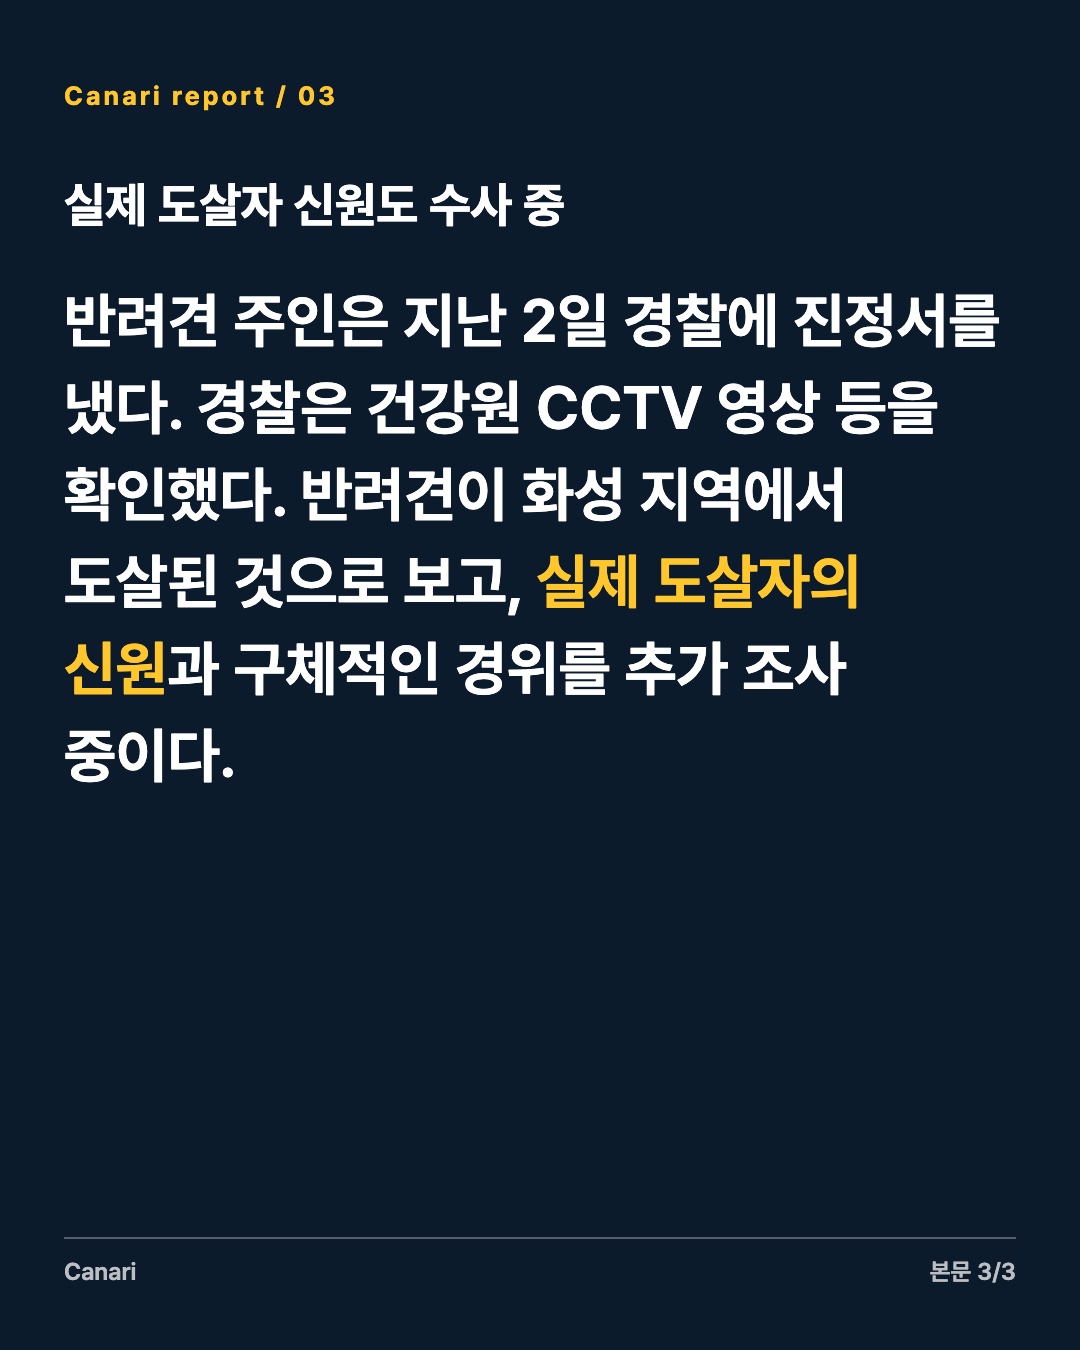 Canari report / 03
실제 도살자 신원도 수사 중
반려견 주인은 지난 2일 경찰에 진정서를
냈다. 경찰은 건강원 CCTV 영상 등을
확인했다. 반려견이 화성 지역에서
도살된 것으로 보고, 실제 도살자의
신원과 구체적인 경위를 추가 조사
중이다.
Canari
본문 3/3